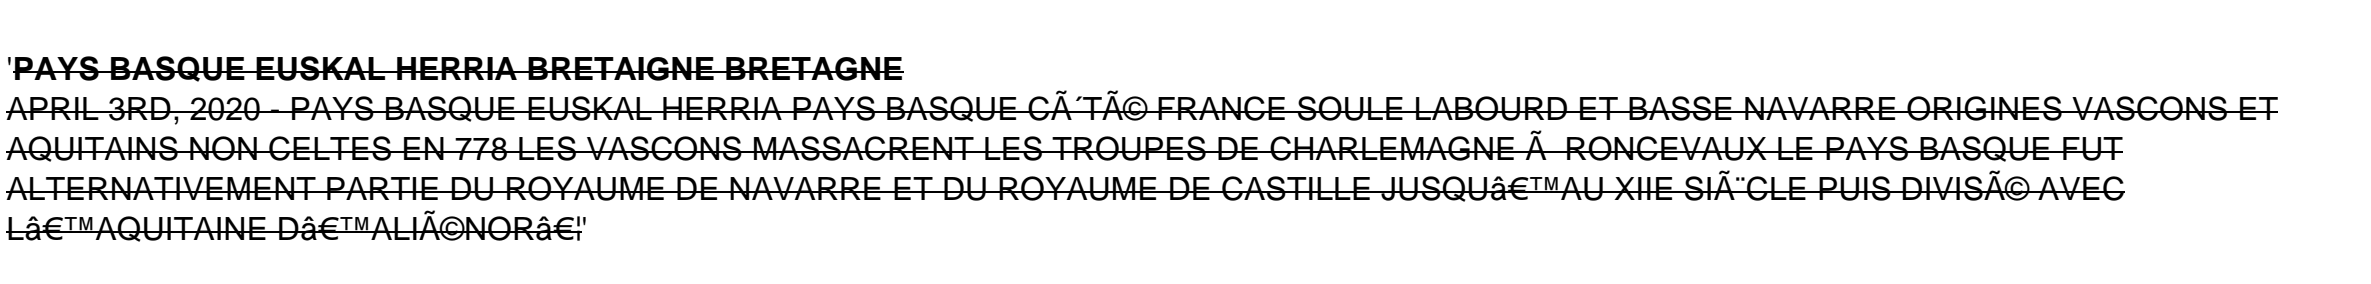 'PAYS BASQUE EUSKAL HERRIA BRETAIGNE BRETAGNE
APRIL 3RD, 2020 - PAYS BASQUE EUSKAL HERRIA PAYS BASQUE CÃ´TÃ© FRANCE SOULE LABOURD ET BASSE NAVARRE ORIGINES VASCONS ET
AQUITAINS NON CELTES EN 778 LES VASCONS MASSACRENT LES TROUPES DE CHARLEMAGNE Ã  RONCEVAUX LE PAYS BASQUE FUT
ALTERNATIVEMENT PARTIE DU ROYAUME DE NAVARRE ET DU ROYAUME DE CASTILLE JUSQUâ€™AU XIIE SIÃ¨CLE PUIS DIVISÃ© AVEC
Lâ€™AQUITAINE Dâ€™ALIÃ©NORâ€¦'